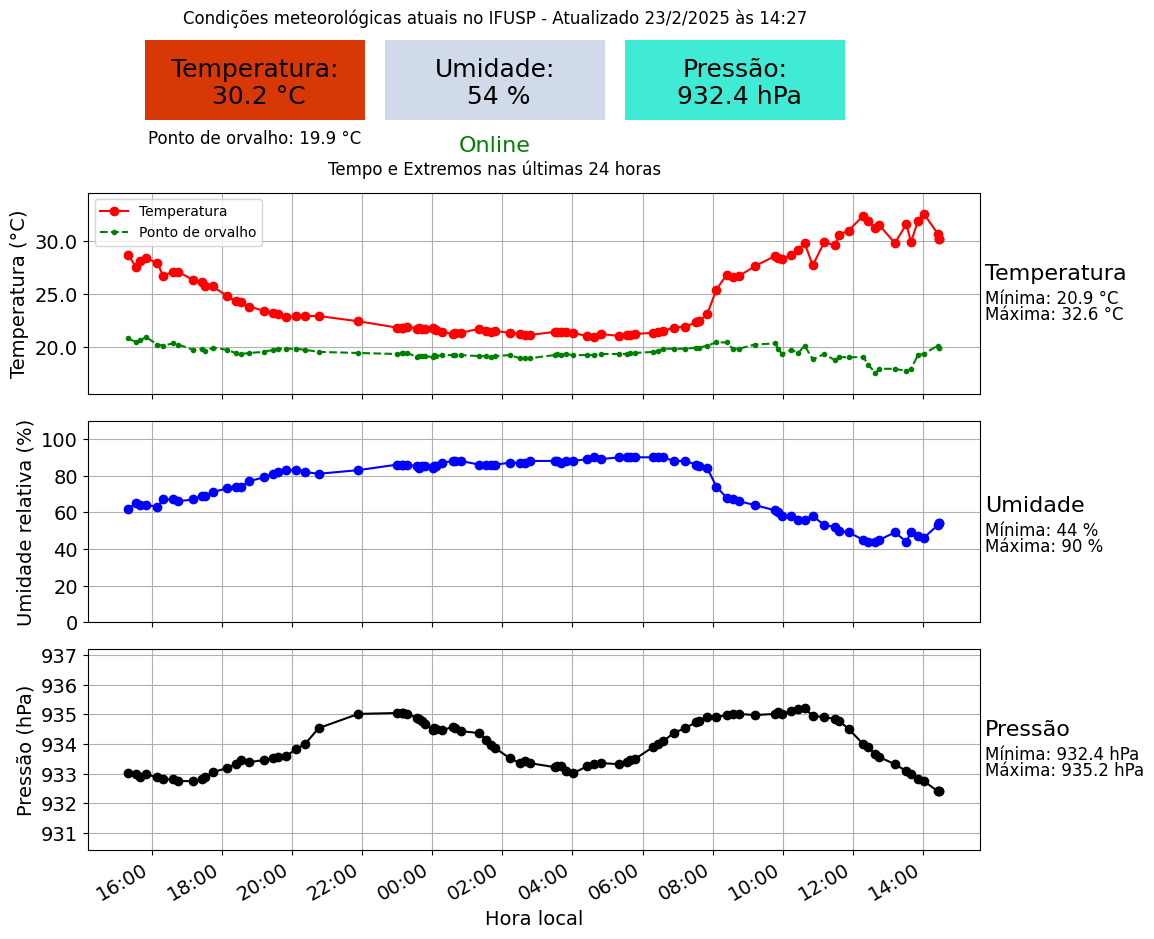 Condições meteorológicas atuais no IFUSP - Atualizado 23/2/2025 às 14:27
Temperatura:
30.2 °C
Umidade:
54 %
Pressão:
932.4 hPa
Ponto de orvalho: 19.9 °C
Online
Tempo e Extremos nas últimas 24 horas
Temperatura (°C)
30.0
25.0
20.0
Temperatura
Ponto de orvalho
Temperatura
Mínima: 20.9 °C
Máxima: 32.6 °C
Umidade relativa (%)
100
80
60
40
20
0
Umidade
Mínima: 44 %
Máxima: 90 %
Pressão (hPa)
937
936
935
934
933
932
931
Pressão
Mínima: 932.4 hPa
Máxima: 935.2 hPa
16:00 18:00 20:00 22:00 00:00 02:00 04:00 06:00 08:00 10:00 12:00 14:00
Hora local